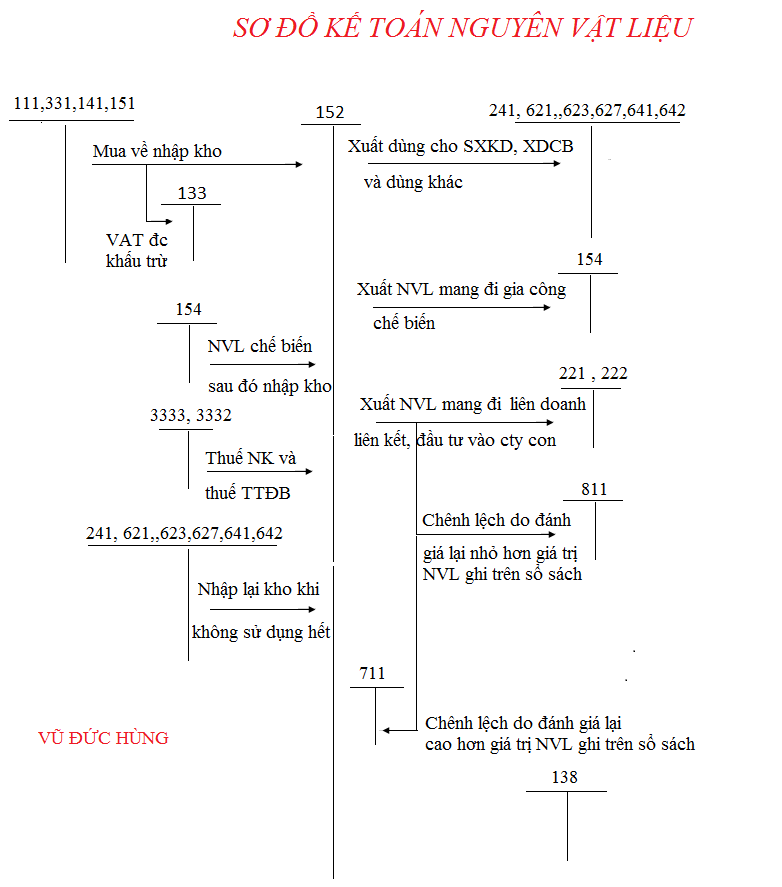 SƠ ĐỒ KẾ TOÁN NGUYÊN VẬT LIỆU
111,331,141,151
152
241, 621,,623,627,641,642
Mua về nhập kho
Xuất dùng cho SXKD, XDCB
và dùng khác
133
VAT đc
khấu trừ
154
Xuất NVL mang đi gia công
chế biến
154
NVL chế biến
sau đó nhập kho
221 , 222
Xuất NVL mang đi liên doanh
liên kết, đầu tư vào cty con
3333, 3332
Thuế NK và
thuế TTĐB
811
Chênh lệch do đánh
giá lại nhỏ hơn giá trị
NVL ghi trên sổ sách
241, 621,,623,627,641,642
Nhập lại kho khi
không sử dụng hết
711
Chênh lệch do đánh giá lại
cao hơn giá trị NVL ghi trên sổ sách
VŨ ĐỨC HÙNG
138